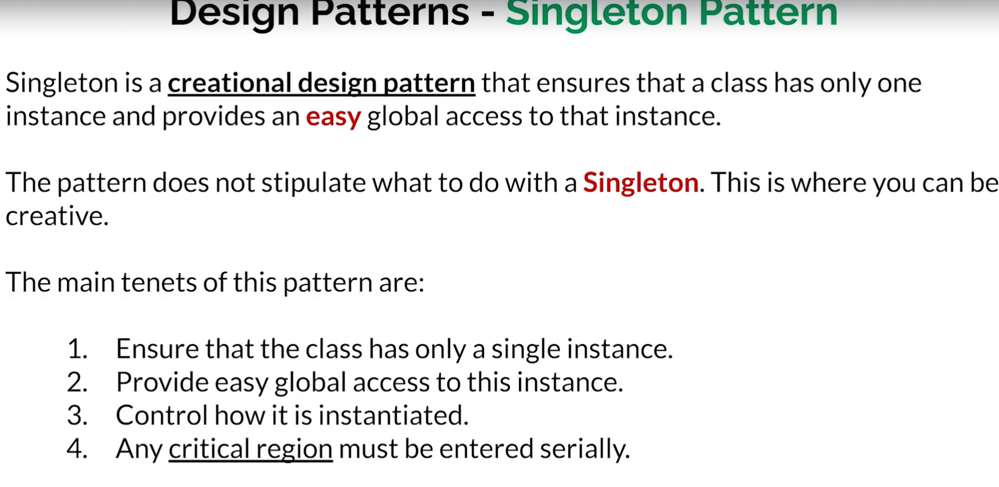 Design Patterns - Singleton Pattern
Singleton is a creational design pattern that ensures that a class has only one
instance and provides an easy global access to that instance.
The pattern does not stipulate what to do with a Singleton. This is where you can be
creative.
The main tenets of this pattern are:
1. Ensure that the class has only a single instance.
2. Provide easy global access to this instance.
3. Control how it is instantiated.
4. Any critical region must be entered serially.